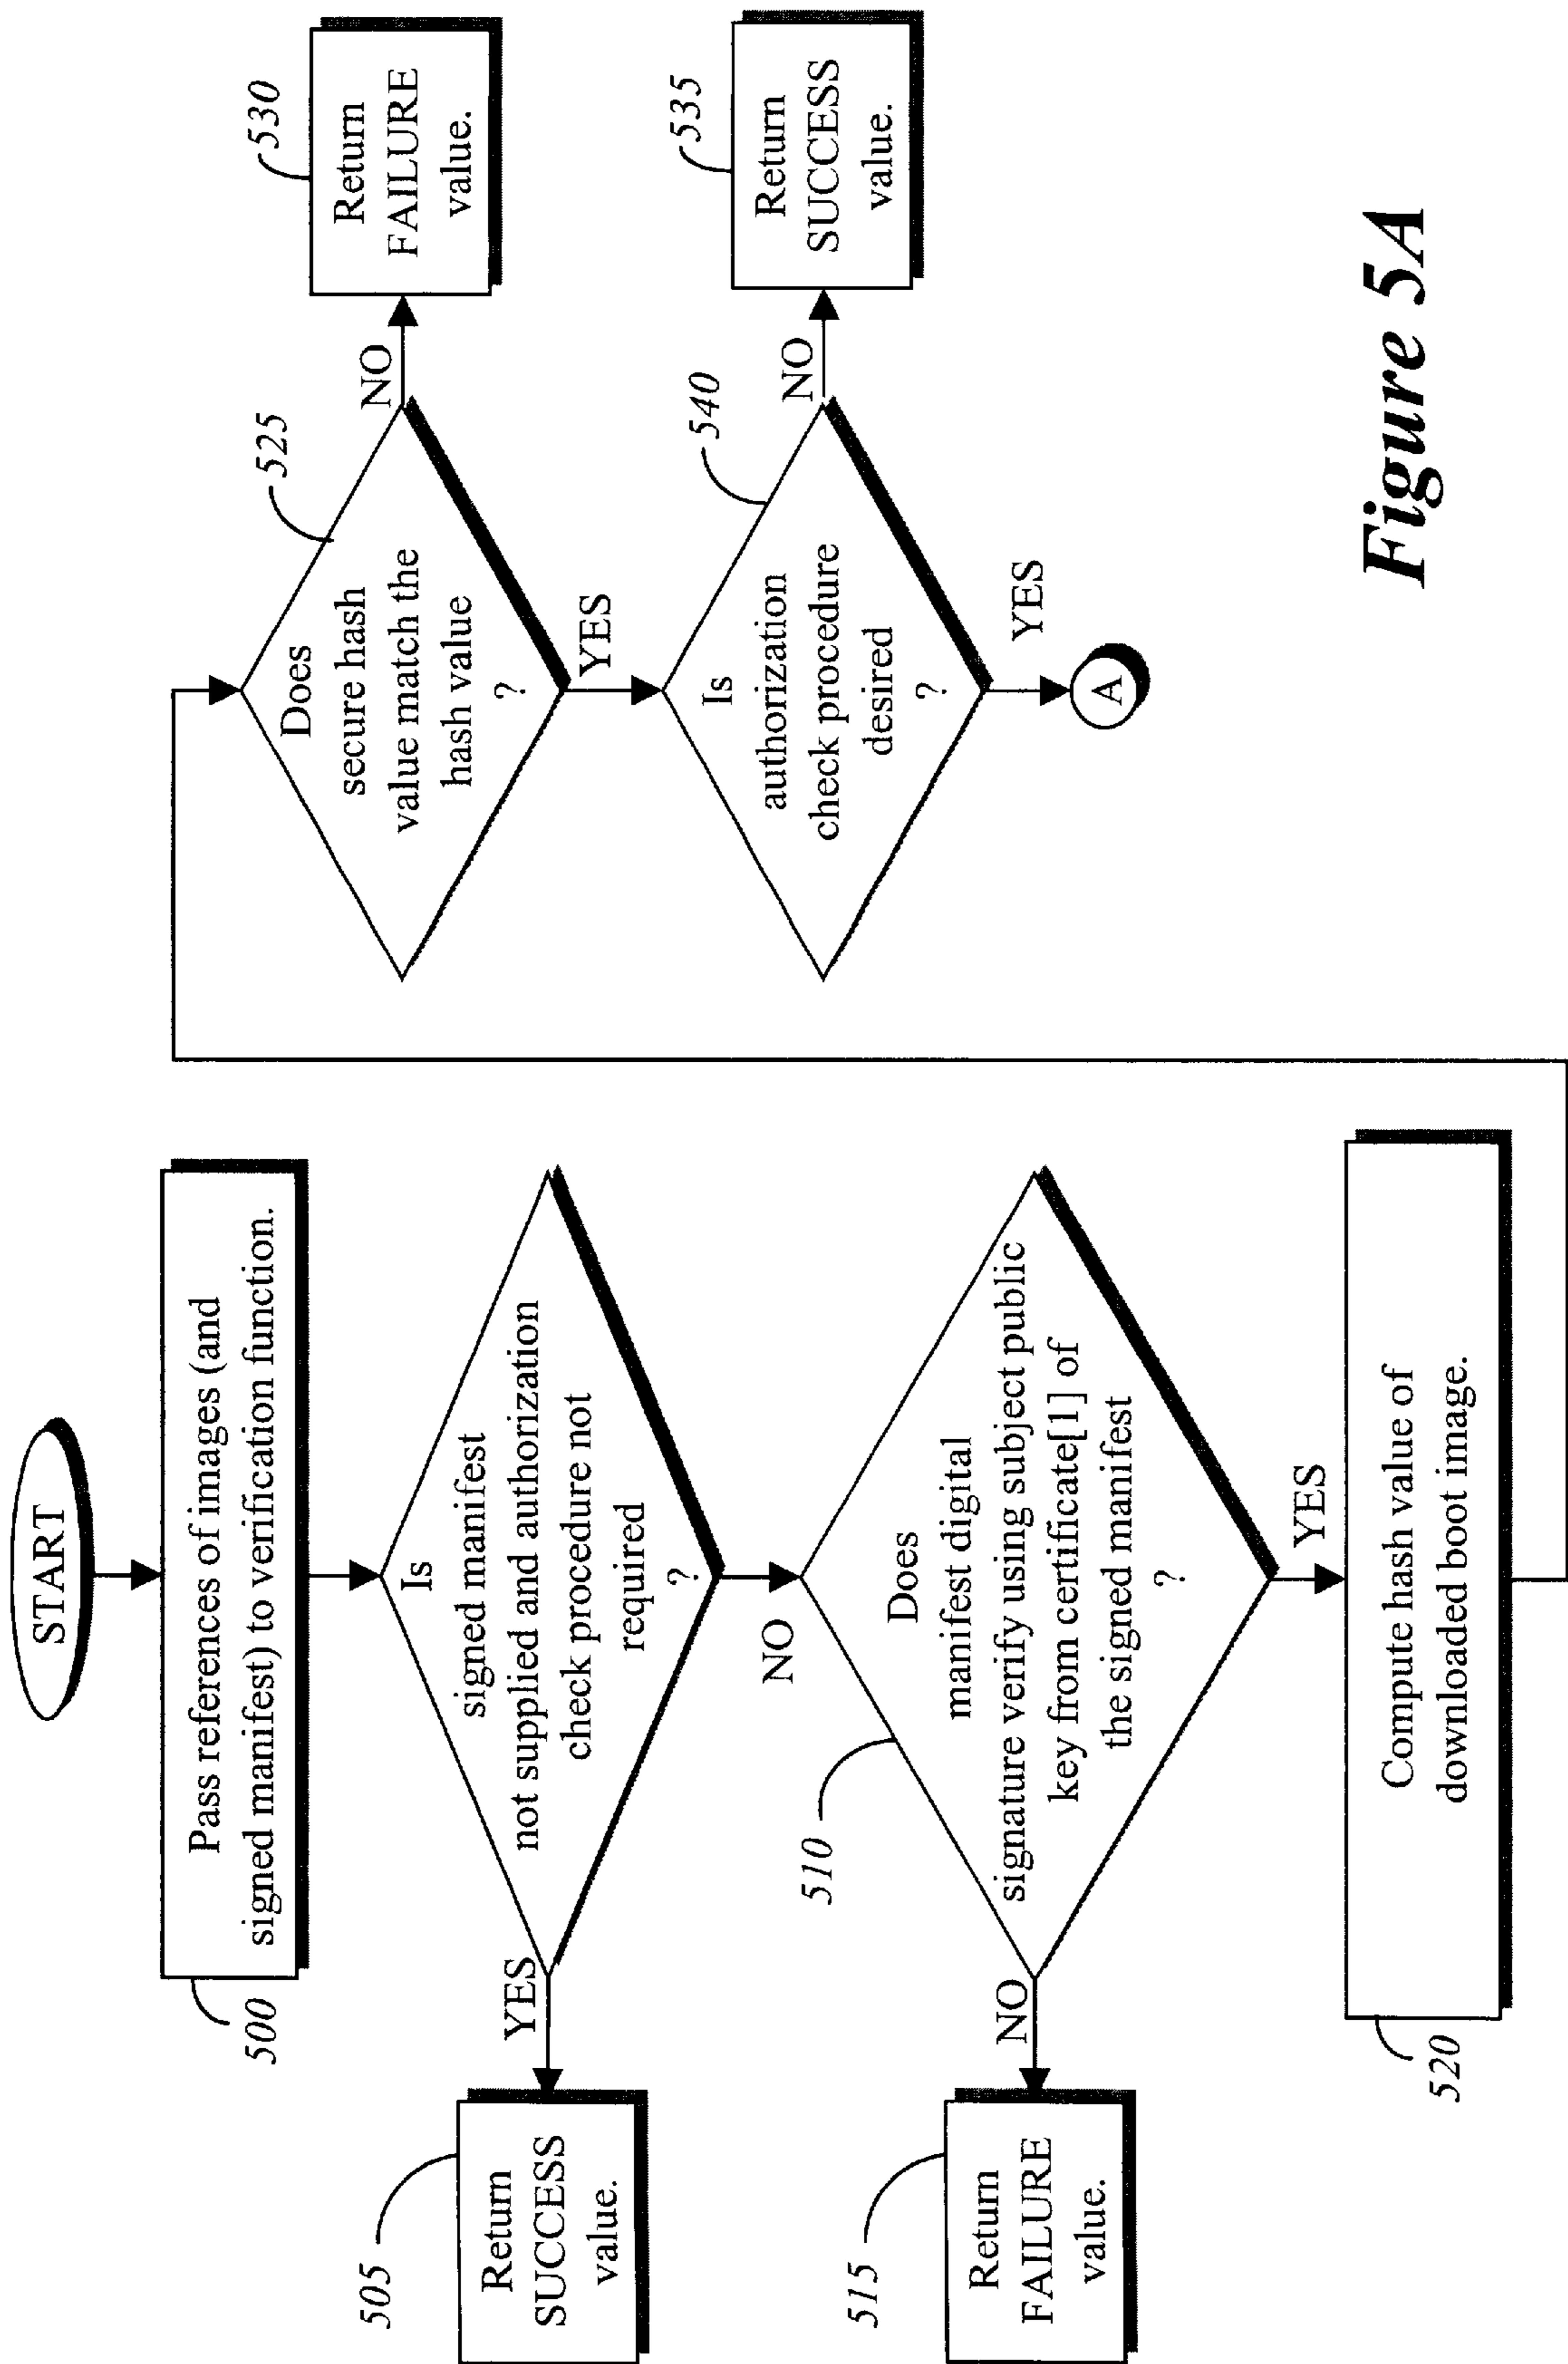 START
Pass references of images (and
signed manifest) to verification function.
500
Is
signed manifest
not supplied and authorization
check procedure not
required
?
YES
Return
SUCCESS
value.
505
NO
Does
manifest digital
signature verify using subject public
key from certificate[1] of
the signed manifest
?
510
NO
Return
FAILURE
value.
515
YES
Compute hash value of
downloaded boot image.
520
Does
secure hash
value match the
hash value
?
525
NO
Return
FAILURE
value.
530
YES
Is
authorization
check procedure
desired
?
540
NO
Return
SUCCESS
value.
535
YES
A
Figure 5A